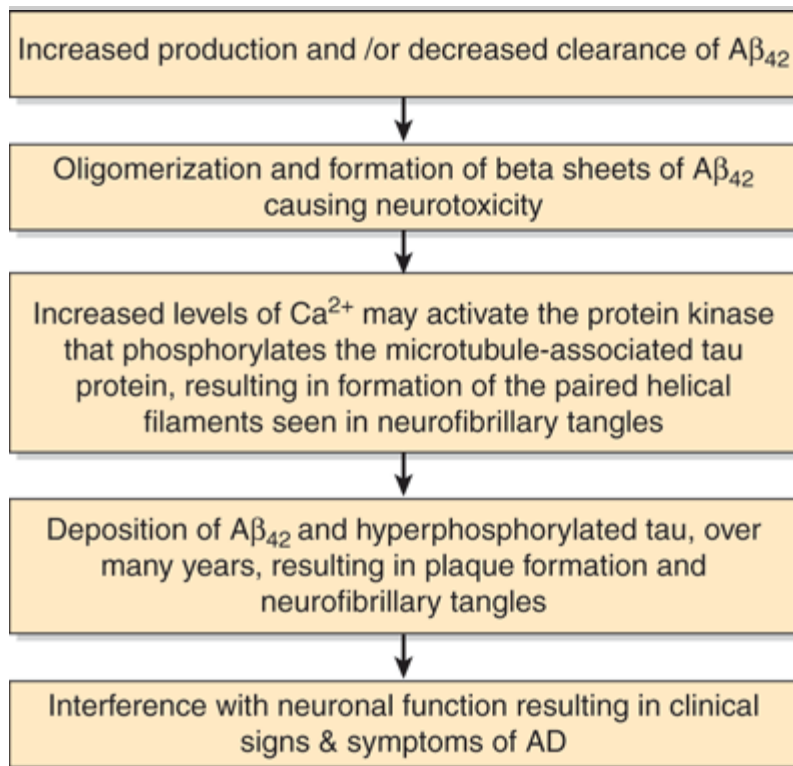 Increased production and /or decreased clearance of Aβ₄₂
Oligomerization and formation of beta sheets of Aβ₄₂
causing neurotoxicity
Increased levels of Ca²⁺ may activate the protein kinase
that phosphorylates the microtubule-associated tau
protein, resulting in formation of the paired helical
filaments seen in neurofibrillary tangles
Deposition of Aβ₄₂ and hyperphosphorylated tau, over
many years, resulting in plaque formation and
neurofibrillary tangles
Interference with neuronal function resulting in clinical
signs & symptoms of AD